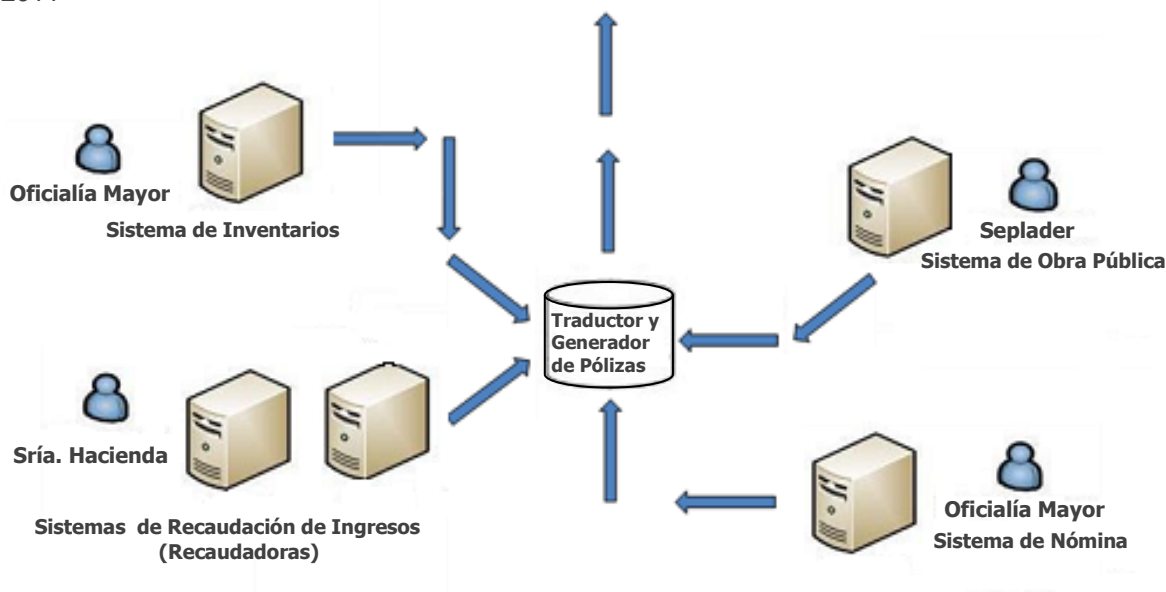 Oficialía Mayor
Sistema de Inventarios
Seplader
Sistema de Obra Pública
Traductor y
Generador
de Pólizas
Sría. Hacienda
Sistemas de Recaudación de Ingresos
(Recaudadoras)
Oficialía Mayor
Sistema de Nómina